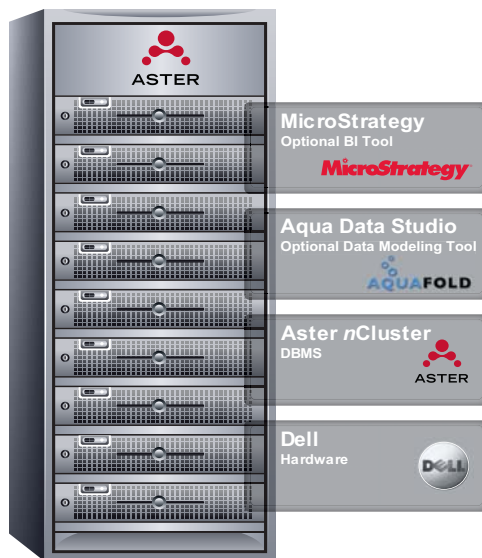 ASTER
MicroStrategy
Optional BI Tool
MicroStrategy
Aqua Data Studio
Optional Data Modeling Tool
AQUAFOLD
Aster nCluster
DBMS
ASTER
Dell
Hardware
DELL